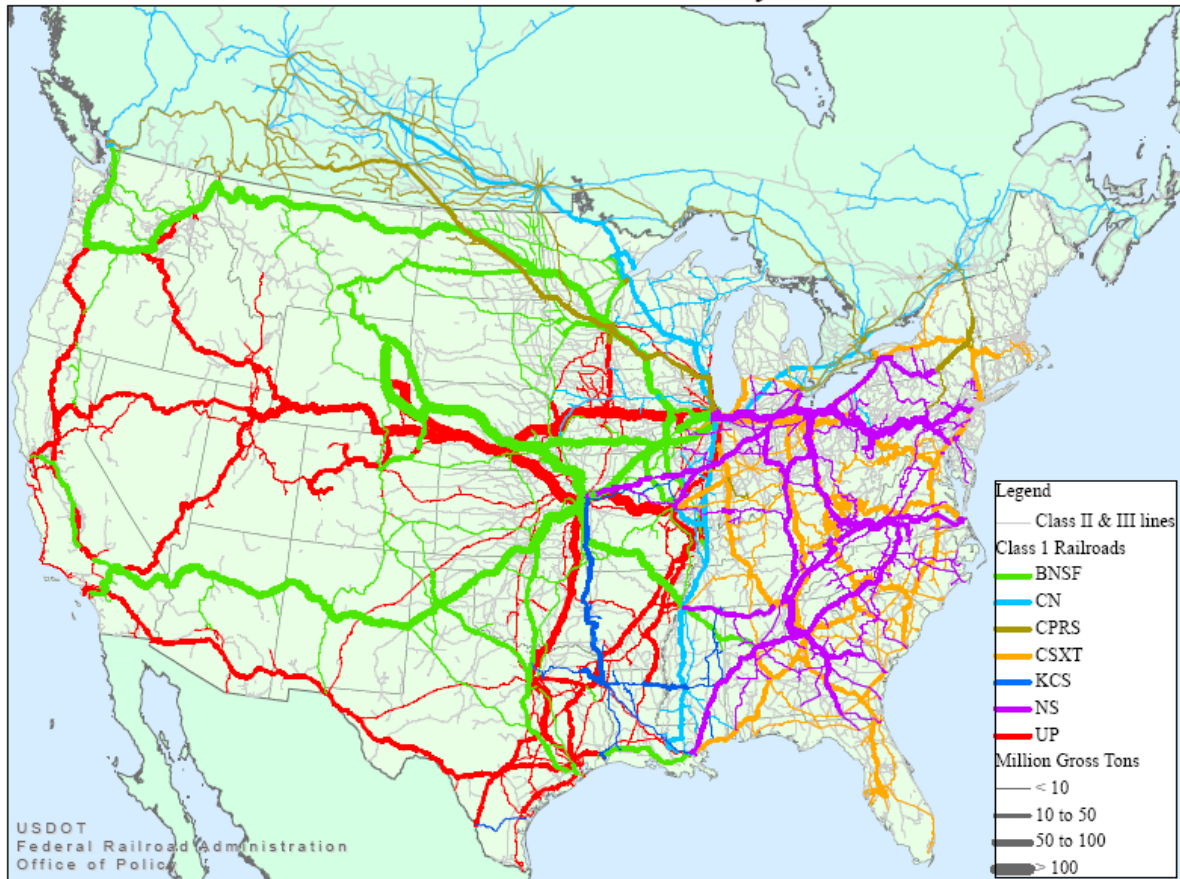 Legend
Class II & III lines
Class 1 Railroads
BNSF
CN
CPRS
CSXT
KCS
NS
UP
Million Gross Tons
< 10
10 to 50
50 to 100
> 100
USDOT
Federal Railroad Administration
Office of Policy